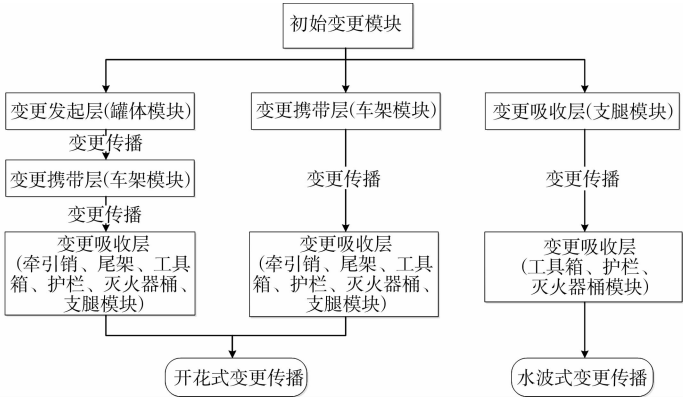 初始变更模块
变更发起层(罐体模块)
变更携带层(车架模块)
变更吸收层(支腿模块)
变更传播
变更携带层(车架模块)
变更传播
变更传播
变更传播
变更吸收层
(牵引销、尾架、工具
箱、护栏、灭火器桶、
支腿模块)
变更吸收层
(牵引销、尾架、工具
箱、护栏、灭火器桶、
支腿模块)
变更吸收层
(工具箱、护栏、
灭火器桶模块)
开花式变更传播
水波式变更传播